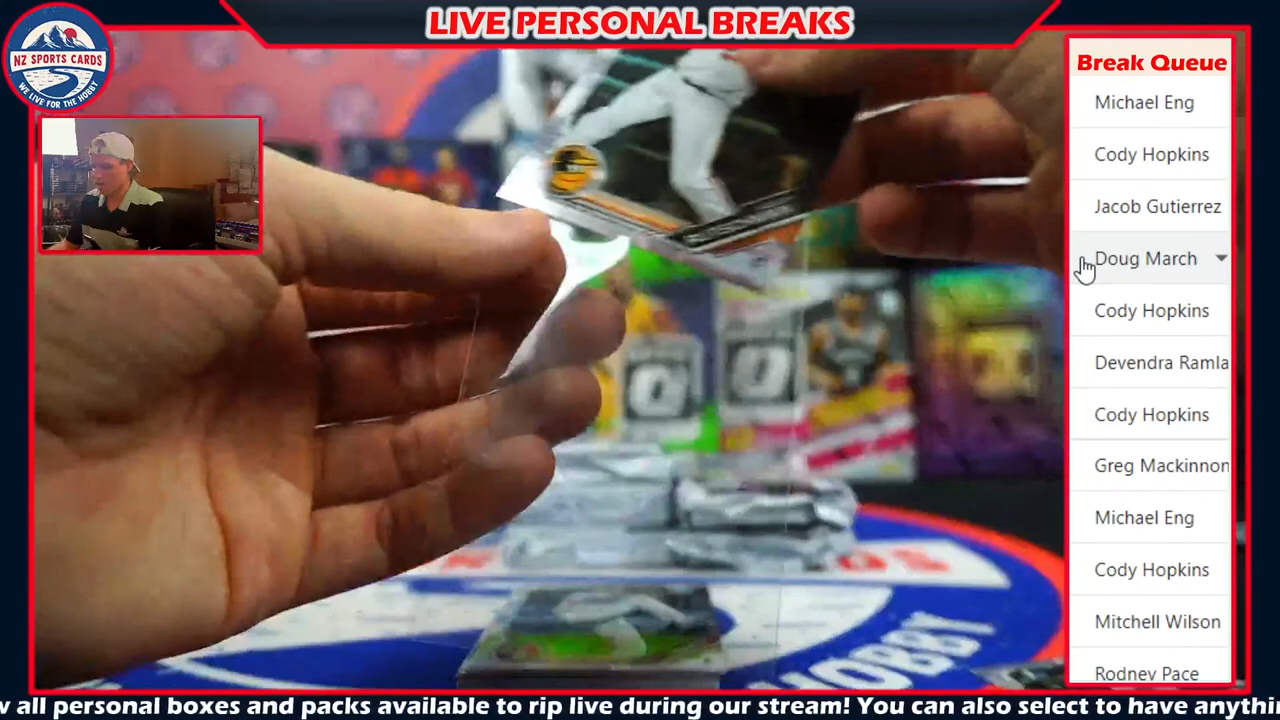 LIVE PERSONAL BREAKS
NZ SPORTS CARDS
WE LIVE FOR THE HOBBY
Break Queue
Michael Eng
Cody Hopkins
Jacob Gutierrez
Doug March
Cody Hopkins
Devendra Ramla
Cody Hopkins
Greg Mackinnon
Michael Eng
Cody Hopkins
Mitchell Wilson
Rodney Pace
HOBBY
w all personal boxes and packs available to rip live during our stream! You can also select to have anythi